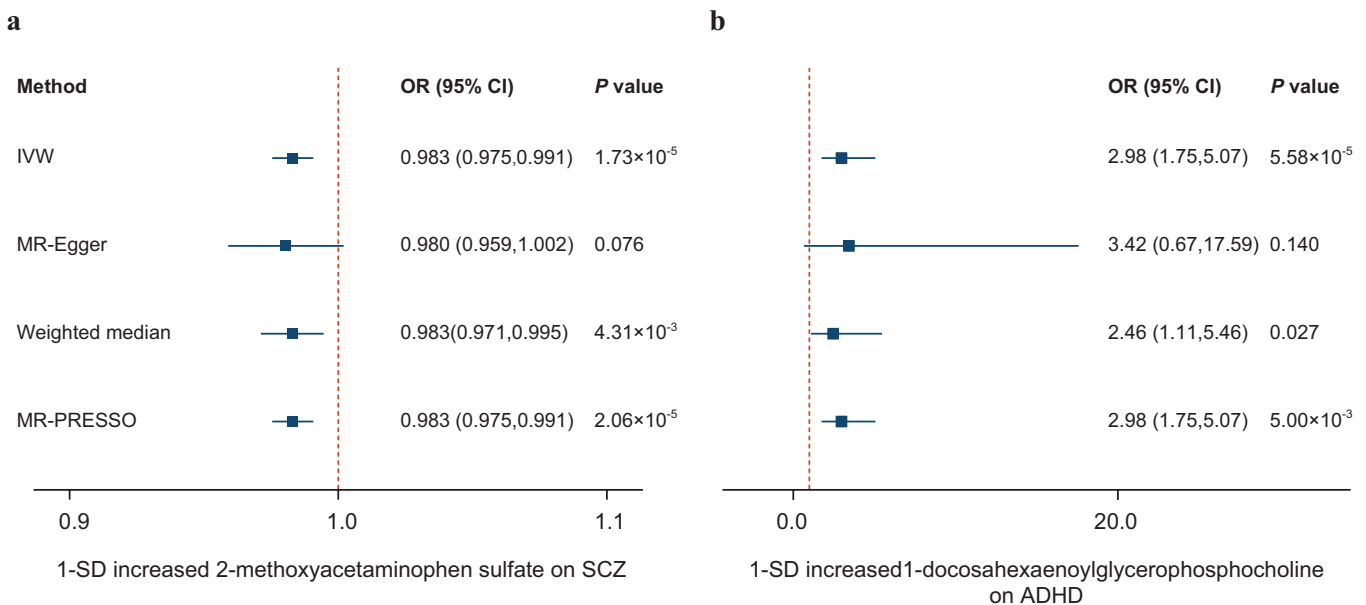 a
b
Method OR (95% CI) P value OR (95% CI) P value
IVW 0.983 (0.975,0.991) 1.73×10⁻⁵ 2.98 (1.75,5.07) 5.58×10⁻⁵
MR-Egger 0.980 (0.959,1.002) 0.076 3.42 (0.67,17.59) 0.140
Weighted median 0.983(0.971,0.995) 4.31×10⁻³ 2.46 (1.11,5.46) 0.027
MR-PRESSO 0.983 (0.975,0.991) 2.06×10⁻⁵ 2.98 (1.75,5.07) 5.00×10⁻³
0.9 1.0 1.1 0.0 20.0
1-SD increased 2-methoxyacetaminophen sulfate on SCZ
1-SD increased1-docosahexaenoylglycerophosphocholine
on ADHD